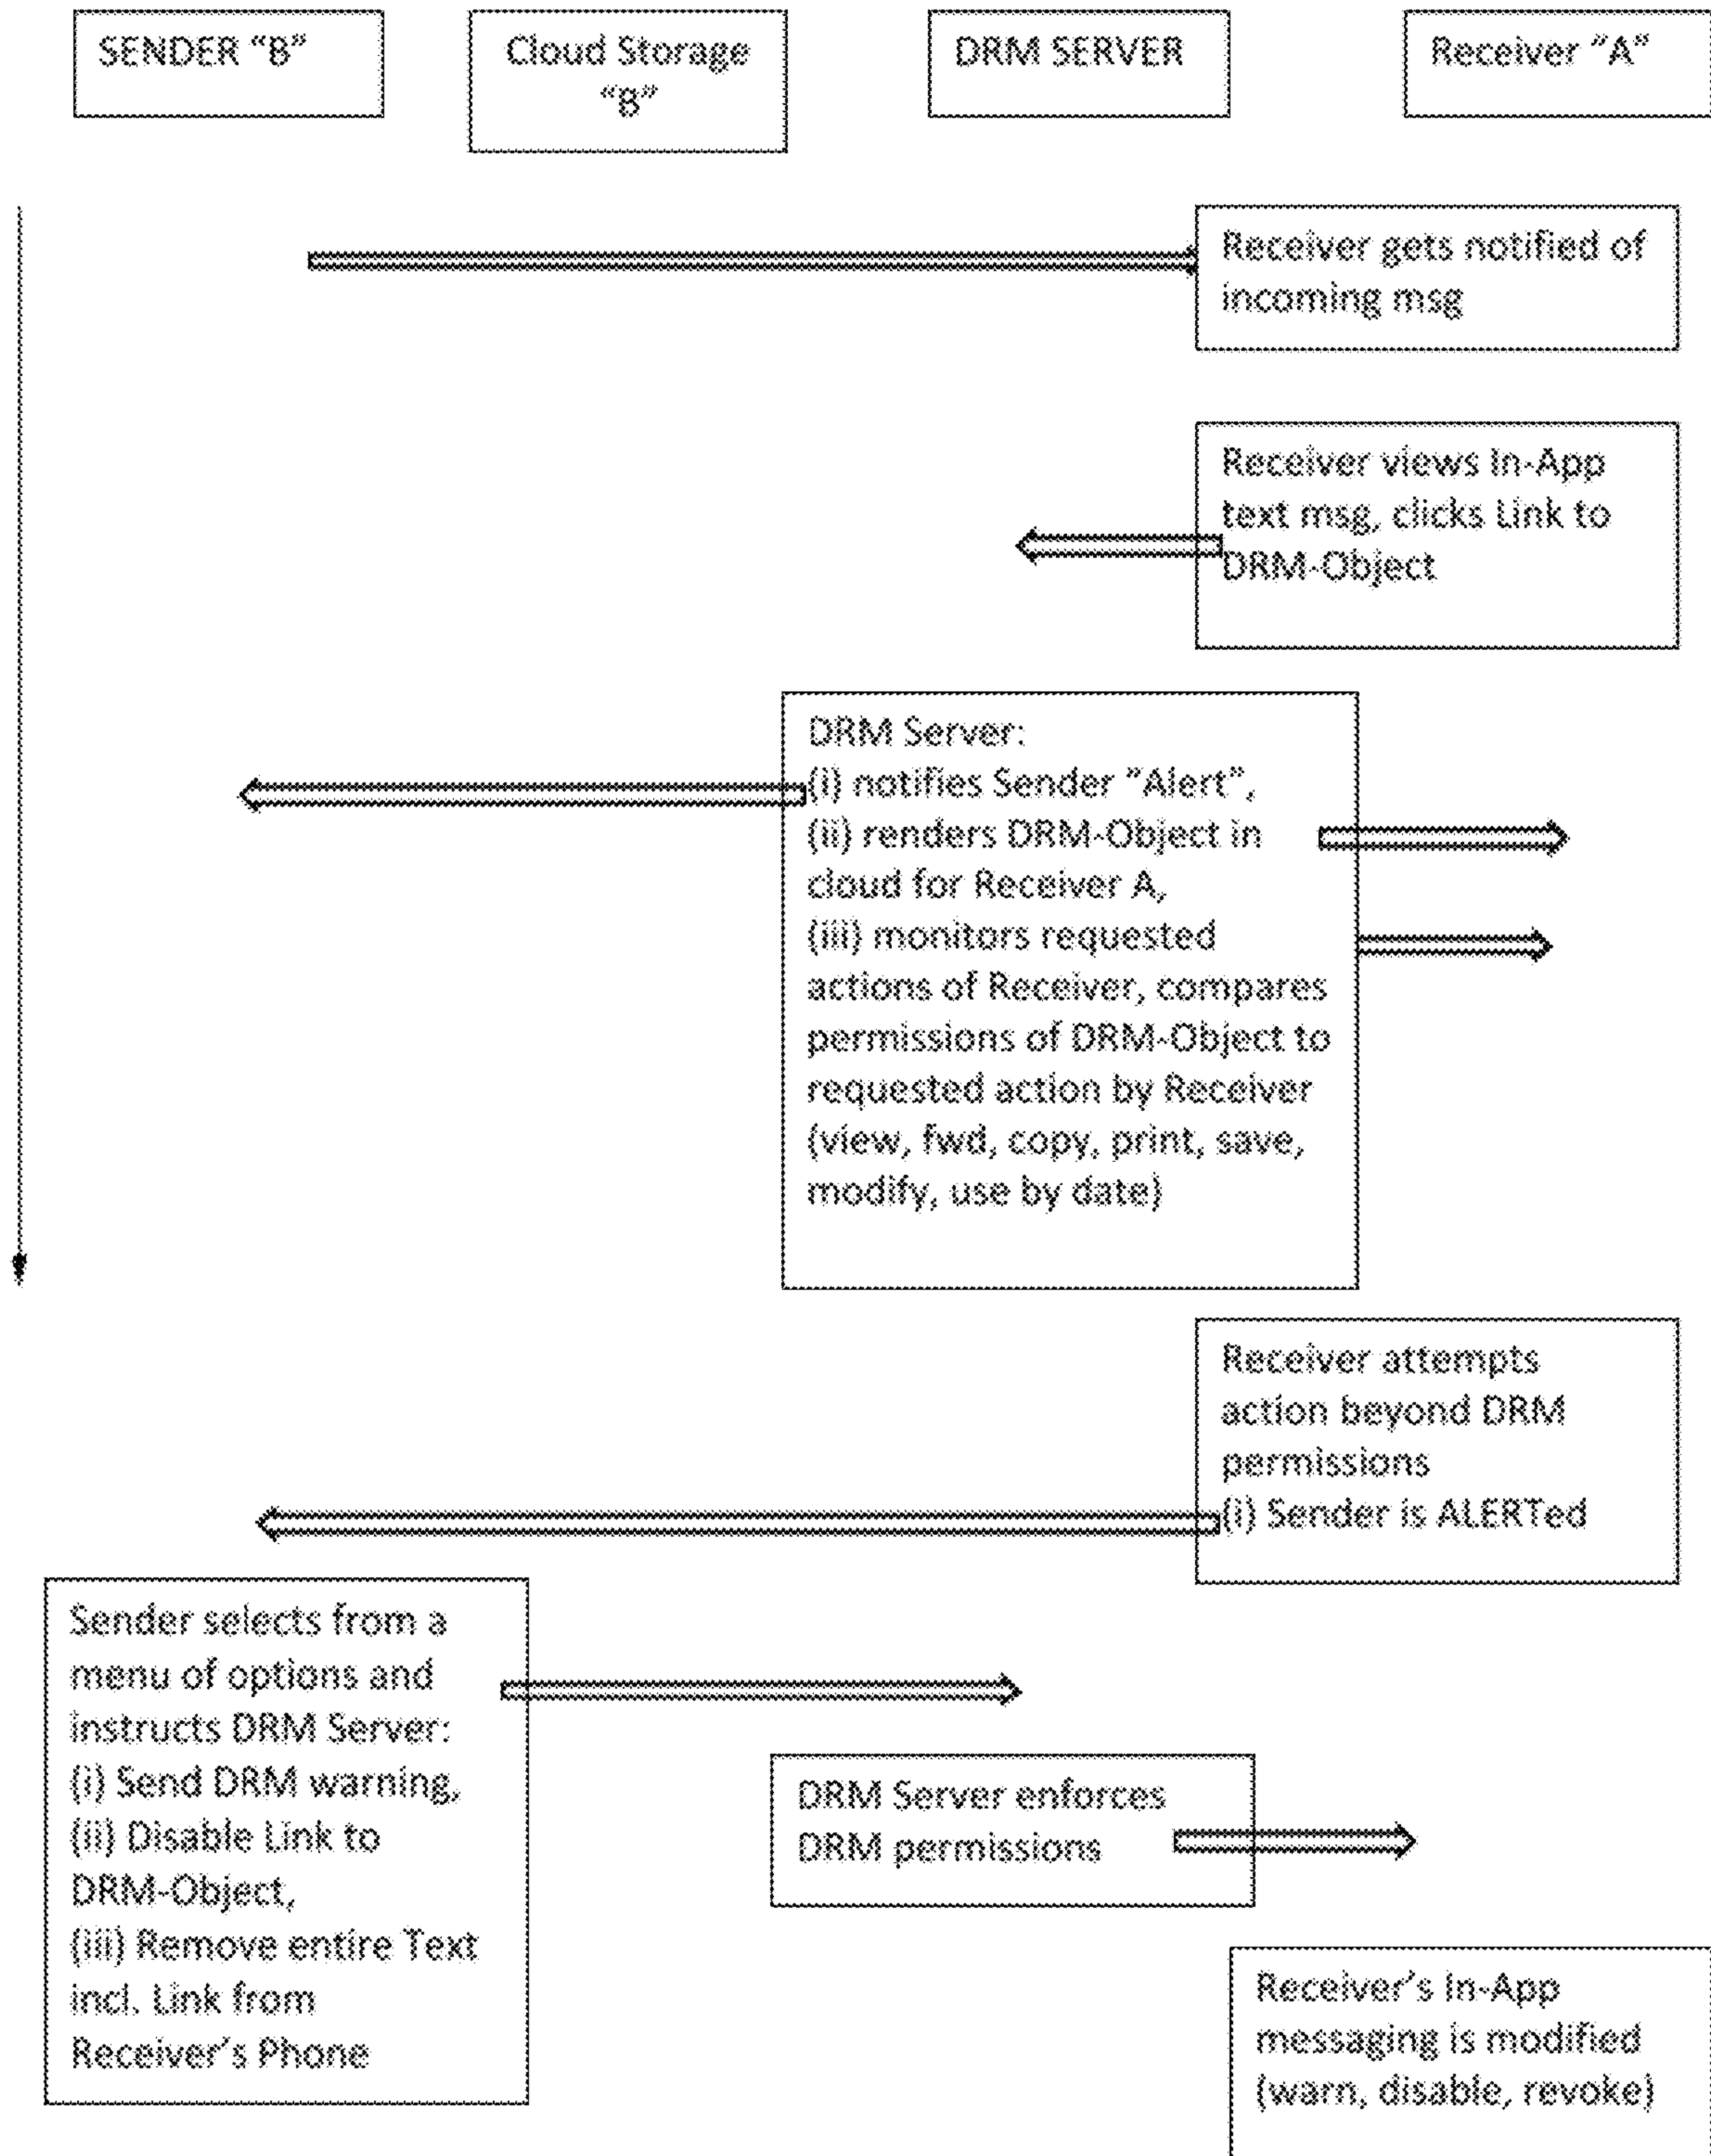 SENDER “B”
Cloud Storage
“B”
DRM SERVER
Receiver “A”
Receiver gets notified of
incoming msg
Receiver views In-App
text msg, clicks Link to
DRM-Object
DRM Server:
(i) notifies Sender “Alert”,
(ii) renders DRM-Object in
cloud for Receiver A,
(iii) monitors requested
actions of Receiver, compares
permissions of DRM-Object to
requested action by Receiver
(view, fwd, copy, print, save,
modify, use by date)
Receiver attempts
action beyond DRM
permissions
(i) Sender is ALERTed
Sender selects from a
menu of options and
instructs DRM Server:
(i) Send DRM warning,
(ii) Disable Link to
DRM-Object,
(iii) Remove entire Text
incl. Link from
Receiver’s Phone
DRM Server enforces
DRM permissions
Receiver’s In-App
messaging is modified
(warn, disable, revoke)